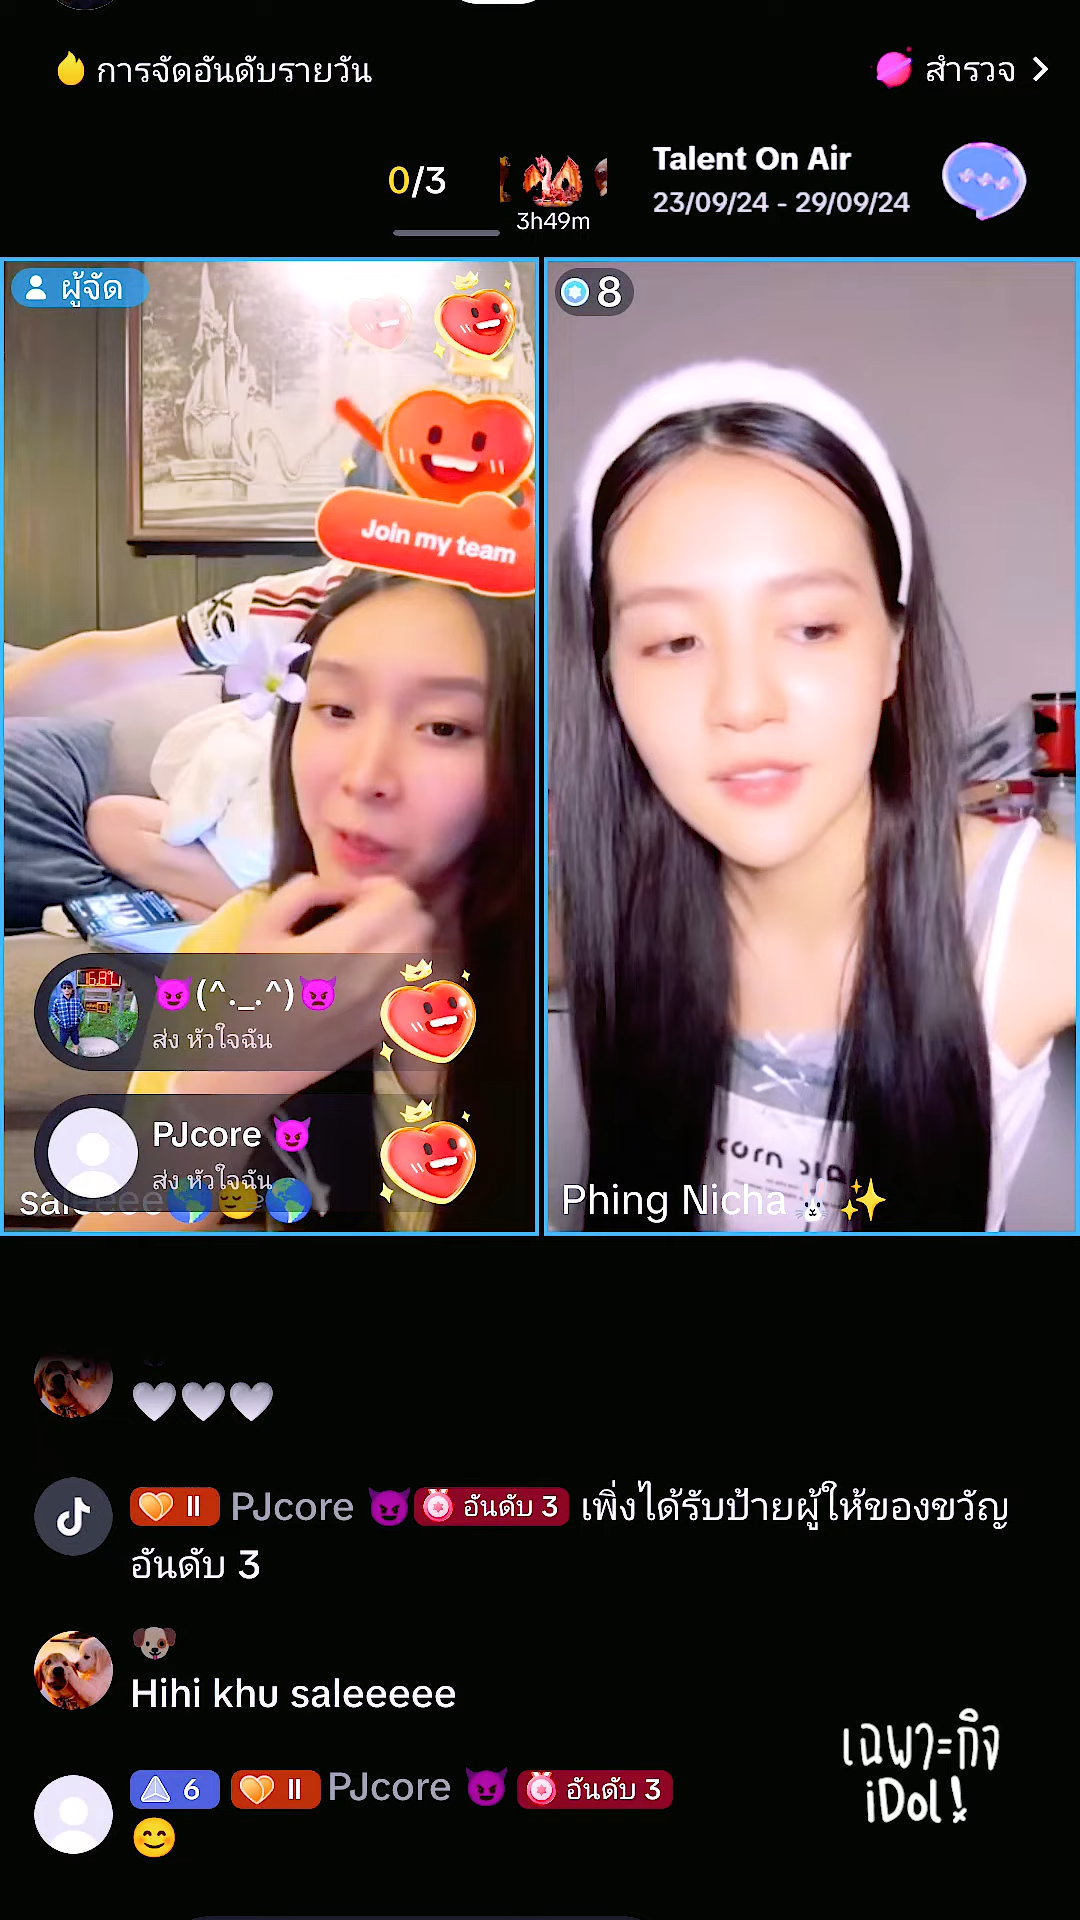 การจัดอันดับรายวัน
สำรวจ
0/3
3h49m
Talent On Air
23/09/24 - 29/09/24
ผู้จัด
8
Join my team
(^._.^)
ส่ง หัวใจฉัน
PJcore
ส่ง หัวใจฉัน
saleeeee
Phing Nicha
corn
II PJcore อันดับ 3 เพิ่งได้รับป้ายผู้ให้ของขวัญ
อันดับ 3
Hihi khu saleeeee
6 II PJcore อันดับ 3
เฉพาะกิจ
iDol!